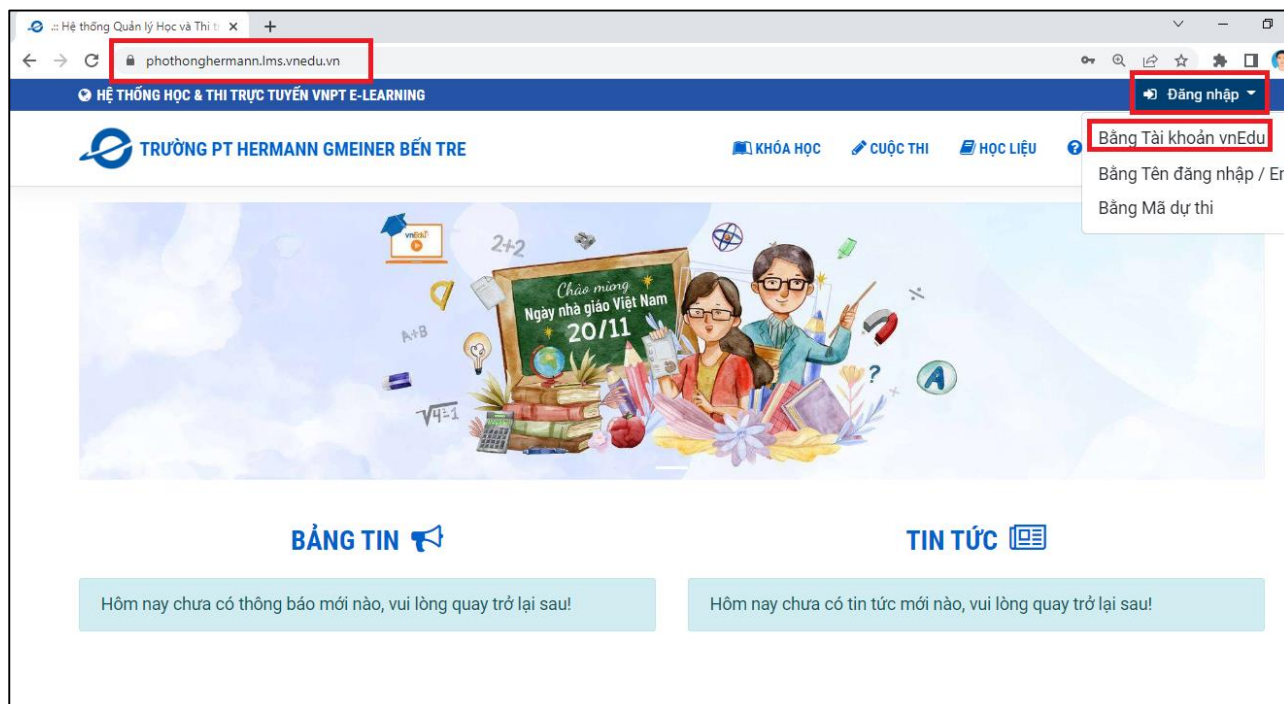 .:: Hệ thống Quản lý Học và Thi t
phothonghermann.lms.vnedu.vn
HỆ THỐNG HỌC & THI TRỰC TUYẾN VNPT E-LEARNING
Đăng nhập
TRƯỜNG PT HERMANN GMEINER BẾN TRE
KHÓA HỌC
CUỘC THI
HỌC LIỆU
Bằng Tài khoản vnEdu
Bằng Tên đăng nhập / Em
Bằng Mã dự thi
vnEdu
2+2
A+B
√4²-1
Chào mừng
Ngày nhà giáo Việt Nam
20/11
?
A
BẢNG TIN
TIN TỨC
Hôm nay chưa có thông báo mới nào, vui lòng quay trở lại sau!
Hôm nay chưa có tin tức mới nào, vui lòng quay trở lại sau!